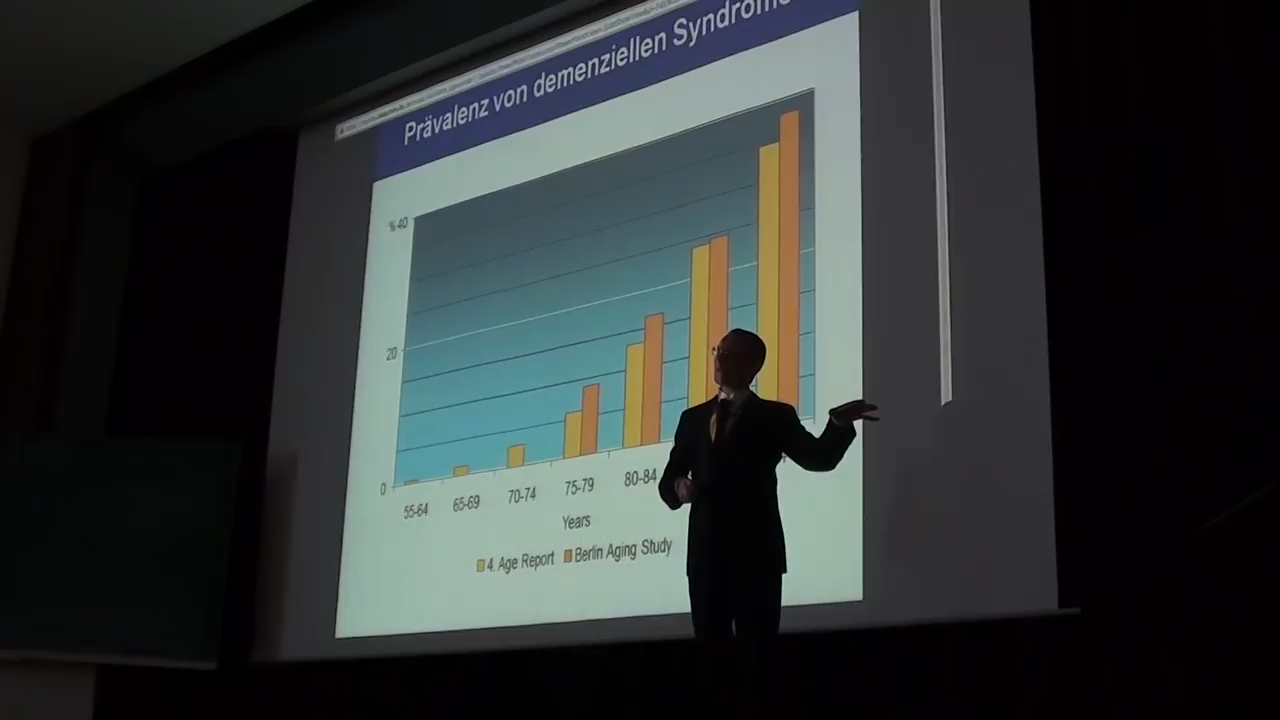 Prävalenz von demenziellen Syndrome
% 40
20
0
55-64
65-69
70-74
75-79
80-84
Years
4. Age Report
Berlin Aging Study